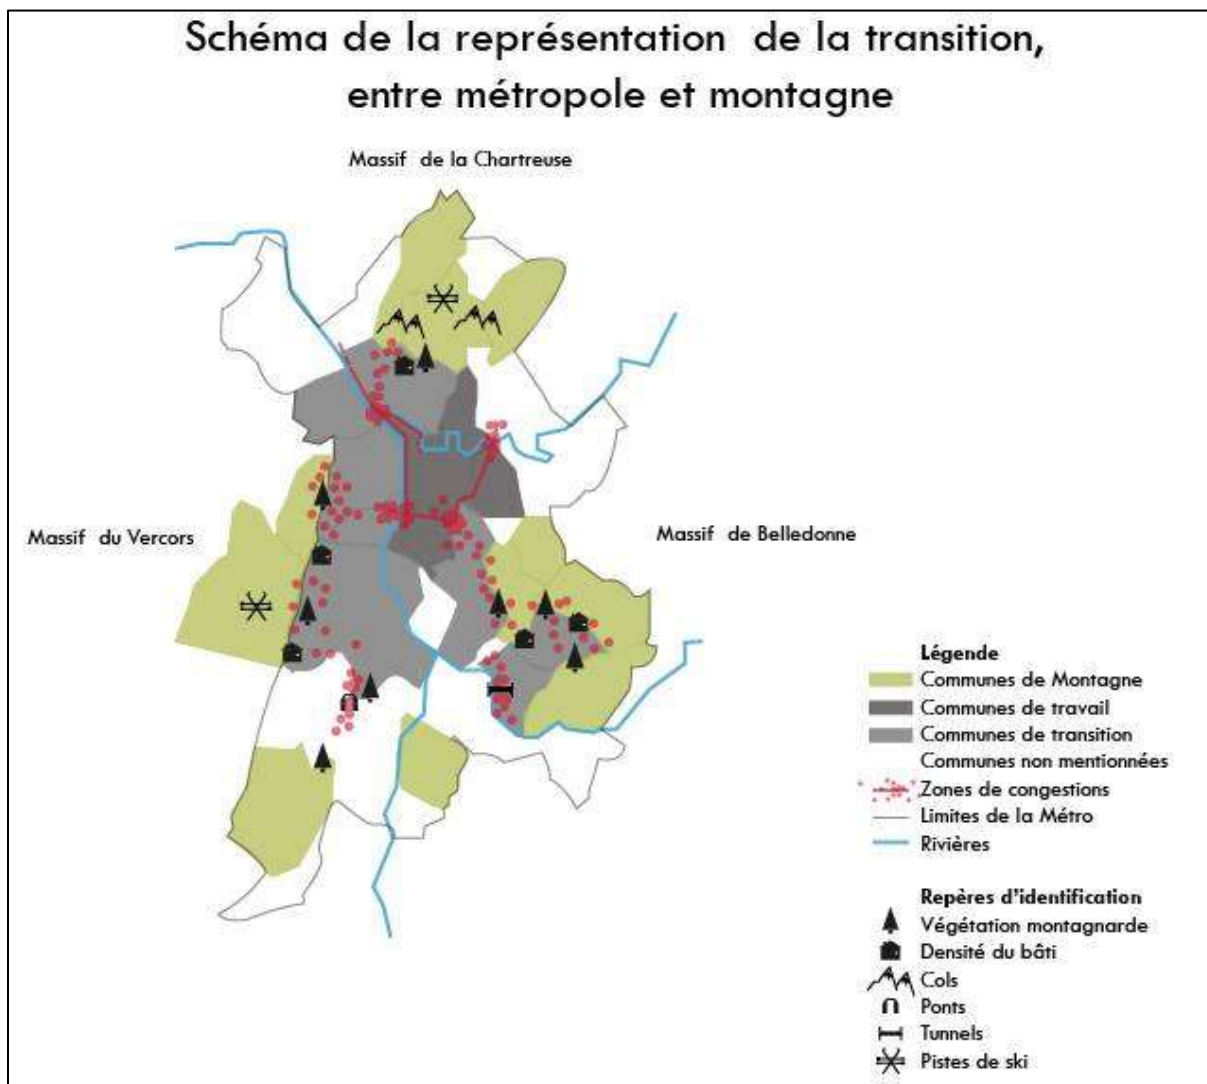 Schéma de la représentation de la transition,
entre métropole et montagne
Massif de la Chartreuse
Massif du Vercors
Massif de Belledonne
Légende
Communes de Montagne
Communes de travail
Communes de transition
Communes non mentionnées
Zones de congestions
Limites de la Métro
Rivières
Repères d'identification
Végétation montagnarde
Densité du bâti
Cols
Ponts
Tunnels
Pistes de ski